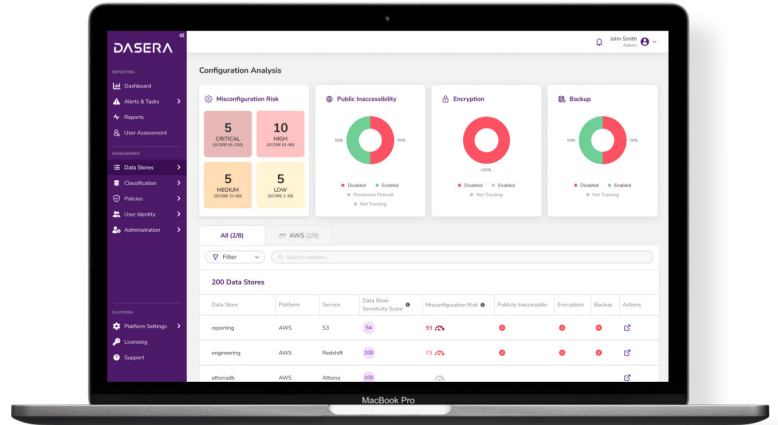 DASERA
«
John Smith
Admin
REPORTING
Dashboard
Alerts & Tasks
Reports
User Assessment
MANAGEMENT
Data Stores
Classification
Policies
User Identity
Administration
PLATFORM
Platform Settings
Licensing
Support
Configuration Analysis
Misconfiguration Risk
5
CRITICAL
(SCORE 91-100)
10
HIGH
(SCORE 61-90)
5
MEDIUM
(SCORE 31-60)
5
LOW
(SCORE 1-30)
Public Inaccessibility
50% 50%
Disabled Enabled
Permissive Firewall
Not Tracking
Encryption
100%
Disabled Enabled
Not Tracking
Backup
50% 50%
Disabled Enabled
Not Tracking
All (2/8) AWS (2/8)
Filter Search contains...
200 Data Stores
Data Store Platform Service Data Store Sensitivity Score Misconfiguration Risk Publicly Inaccessible Encryption Backup Actions
reporting AWS S3 54 93
engineering AWS Redshift 100 73
athenadb AWS Athena 100
MacBook Pro